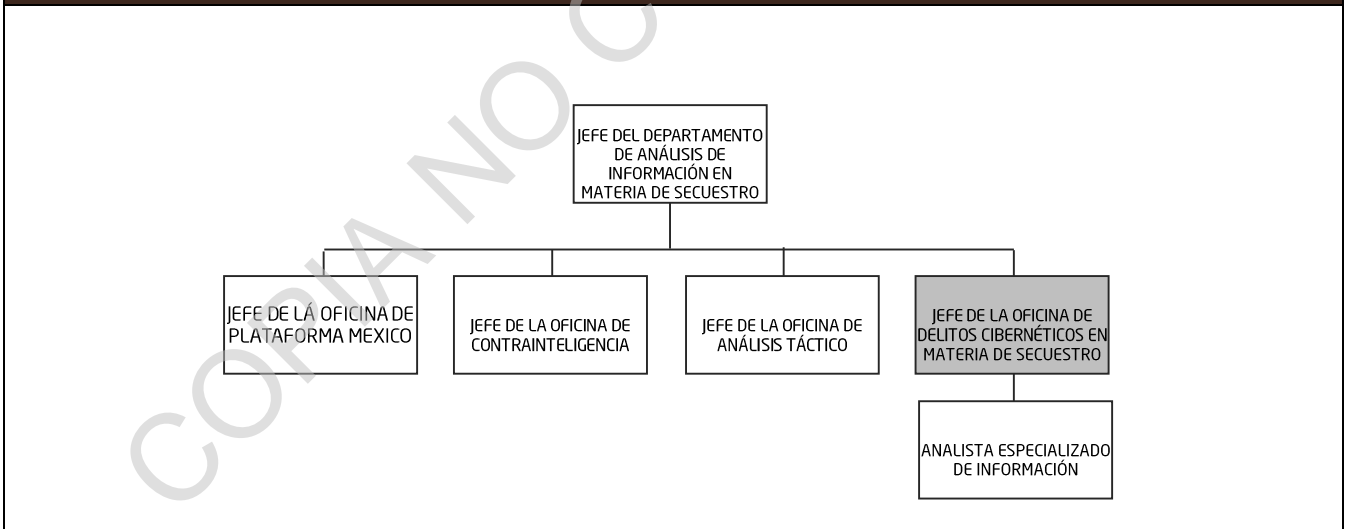 JEFE DEL DEPARTAMENTO
DE ANÁLISIS DE
INFORMACIÓN EN
MATERIA DE SECUESTRO
JEFE DE LÁ OFICINA DE
PLATAFORMA MEXICO
JEFE DE LA OFICINA DE
CONTRAINTELIGENCIA
JEFE DE LA OFICINA DE
ANÁLISIS TÁCTICO
JEFE DE LA OFICINA DE
DELITOS CIBERNÉTICOS EN
MATERIA DE SECUESTRO
ANALISTA ESPECIALIZADO
DE INFORMACIÓN
COPIA NO C